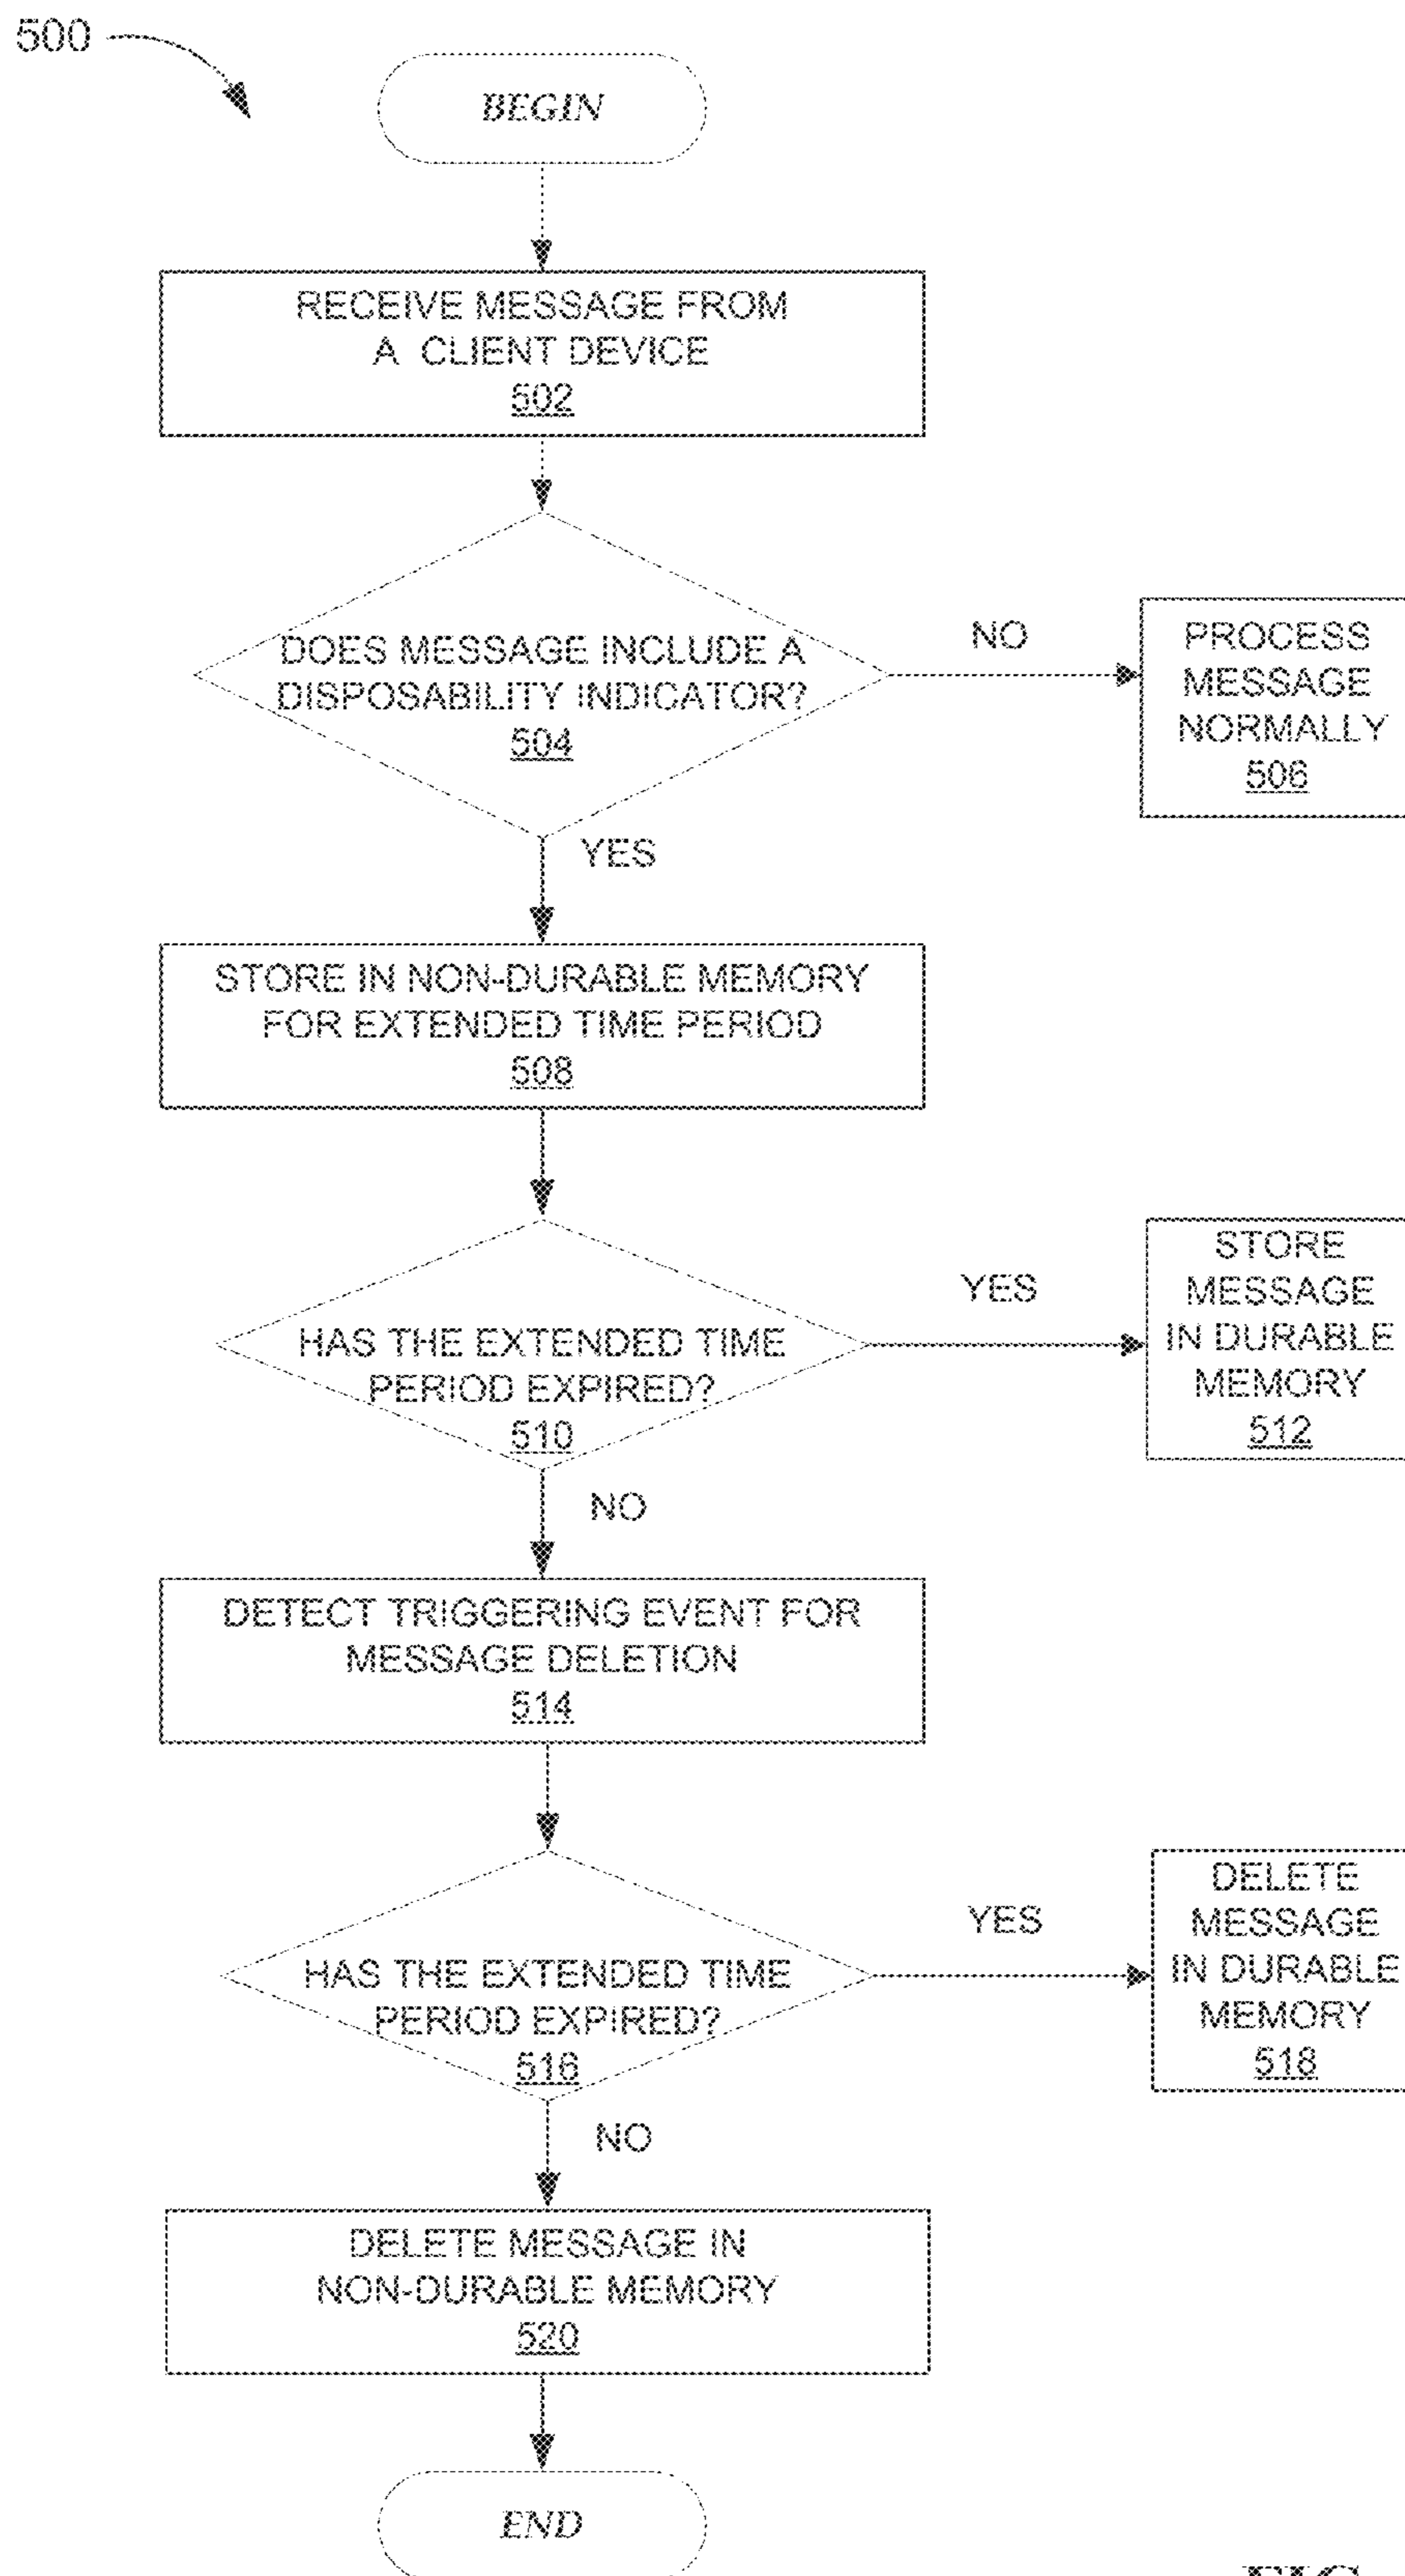 500
BEGIN
RECEIVE MESSAGE FROM
A CLIENT DEVICE
502
DOES MESSAGE INCLUDE A
DISPOSABILITY INDICATOR?
504
NO
PROCESS
MESSAGE
NORMALLY
506
YES
STORE IN NON-DURABLE MEMORY
FOR EXTENDED TIME PERIOD
508
HAS THE EXTENDED TIME
PERIOD EXPIRED?
510
YES
STORE
MESSAGE
IN DURABLE
MEMORY
512
NO
DETECT TRIGGERING EVENT FOR
MESSAGE DELETION
514
HAS THE EXTENDED TIME
PERIOD EXPIRED?
516
YES
DELETE
MESSAGE
IN DURABLE
MEMORY
518
NO
DELETE MESSAGE IN
NON-DURABLE MEMORY
520
END